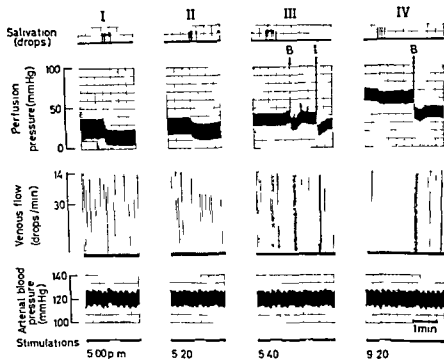 I II III IV
Salivation (drops)
B I B
Perfusion pressure(mmHg)
100
50
0
Venous flow (drops/min)
14
30
Arterial blood pressure (mmHg)
140
120
100
1min
Stimulations
5 00 p m 5 20 5 40 9 20